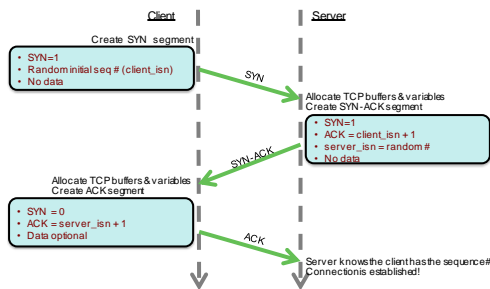 Client
Server
Create SYN segment
• SYN=1
• Random initial seq # (client_isn)
• No data
SYN
Allocate TCP buffers & variables
Create SYN-ACK segment
• SYN=1
• ACK = client_isn + 1
• server_isn = random #
• No data
SYN-ACK
Allocate TCP buffers & variables
Create ACK segment
• SYN = 0
• ACK = server_isn + 1
• Data optional
ACK
Server knows the client has the sequence#
Connection is established!